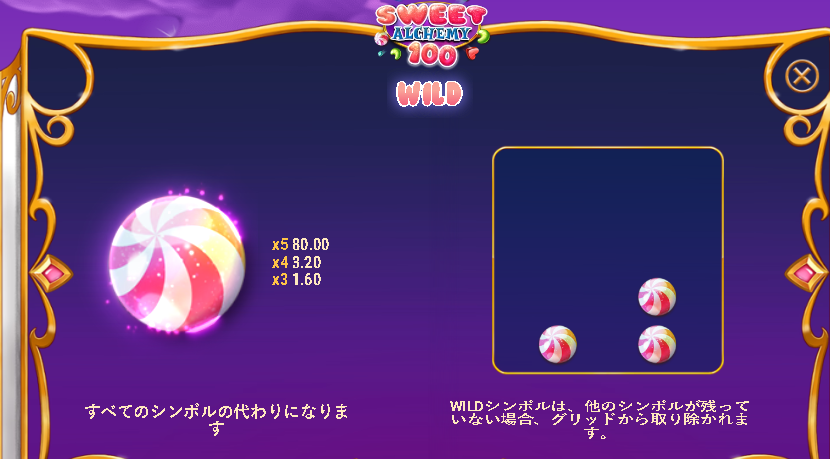 SWEET
ALCHEMY
100
WILD
x5 80.00
x4 3.20
x3 1.60
すべてのシンボルの代わりになりま
す
WILDシンボルは、他のシンボルが残って
いない場合、グリッドから取り除かれま
す。